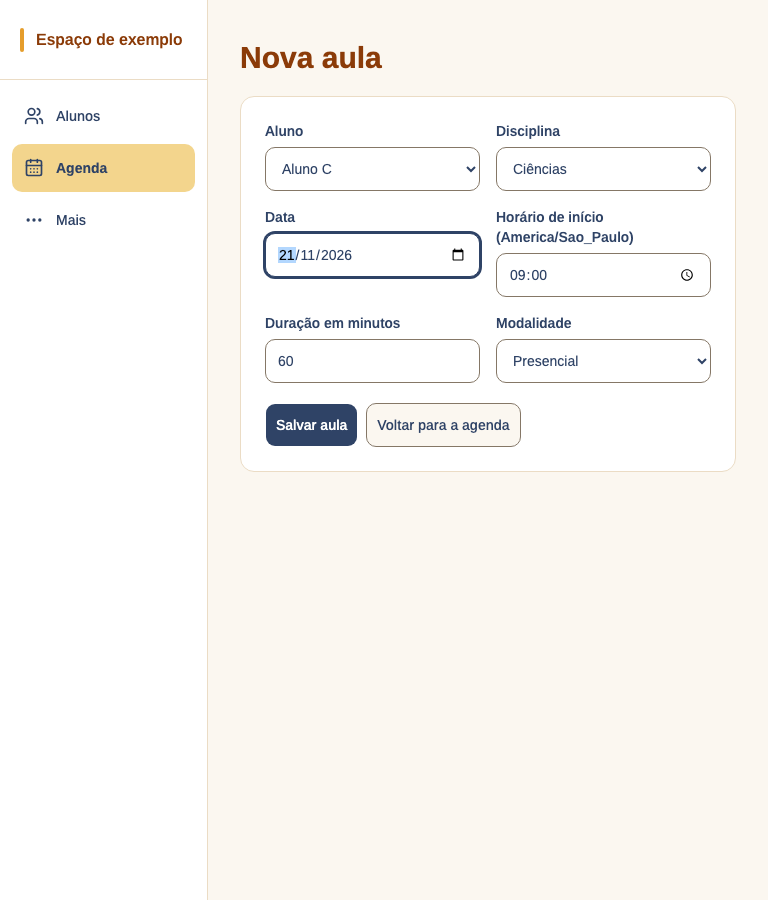 Espaço de exemplo
Alunos
Agenda
Mais
Nova aula
Aluno
Aluno C
Disciplina
Ciências
Data
21/11/2026
Horário de início
(America/Sao_Paulo)
09:00
Duração em minutos
60
Modalidade
Presencial
Salvar aula
Voltar para a agenda